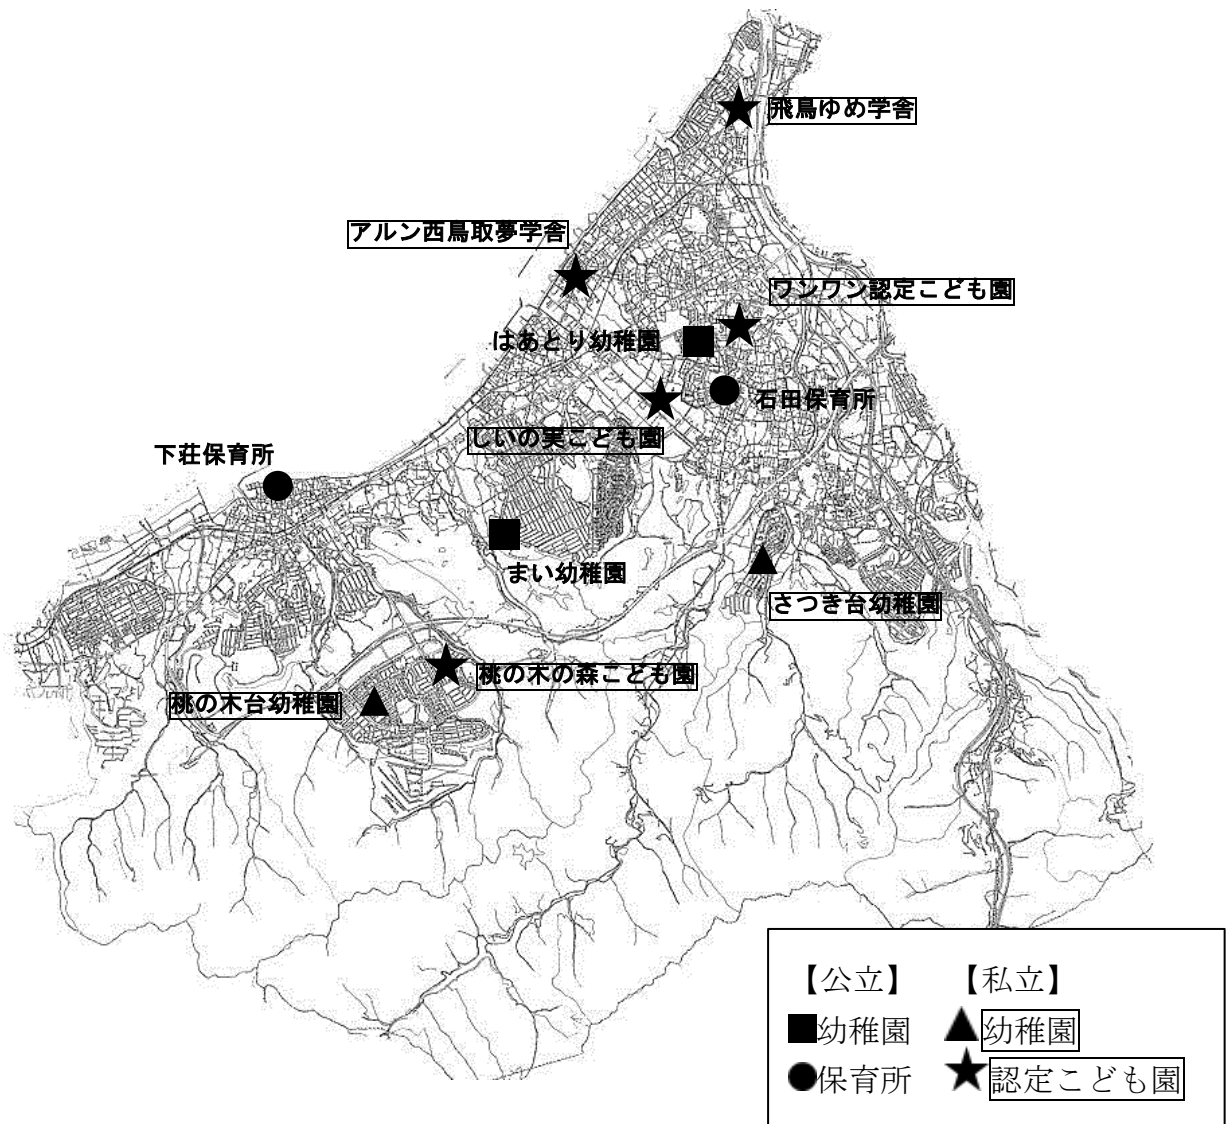 飛鳥ゆめ学舎
アルン西鳥取夢学舎
ワンワン認定こども園
はあとり幼稚園
石田保育所
しいの実こども園
下荘保育所
まい幼稚園
さつき台幼稚園
桃の木の森こども園
桃の木台幼稚園
【公立】 【私立】
■幼稚園 ▲幼稚園
●保育所 ★認定こども園